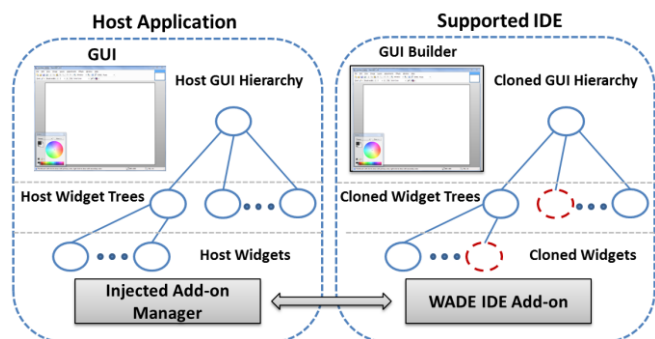 Host Application
GUI
Host GUI Hierarchy
Host Widget Trees
Host Widgets
Injected Add-on
Manager
Supported IDE
GUI Builder
Cloned GUI Hierarchy
Cloned Widget Trees
Cloned Widgets
WADE IDE Add-on